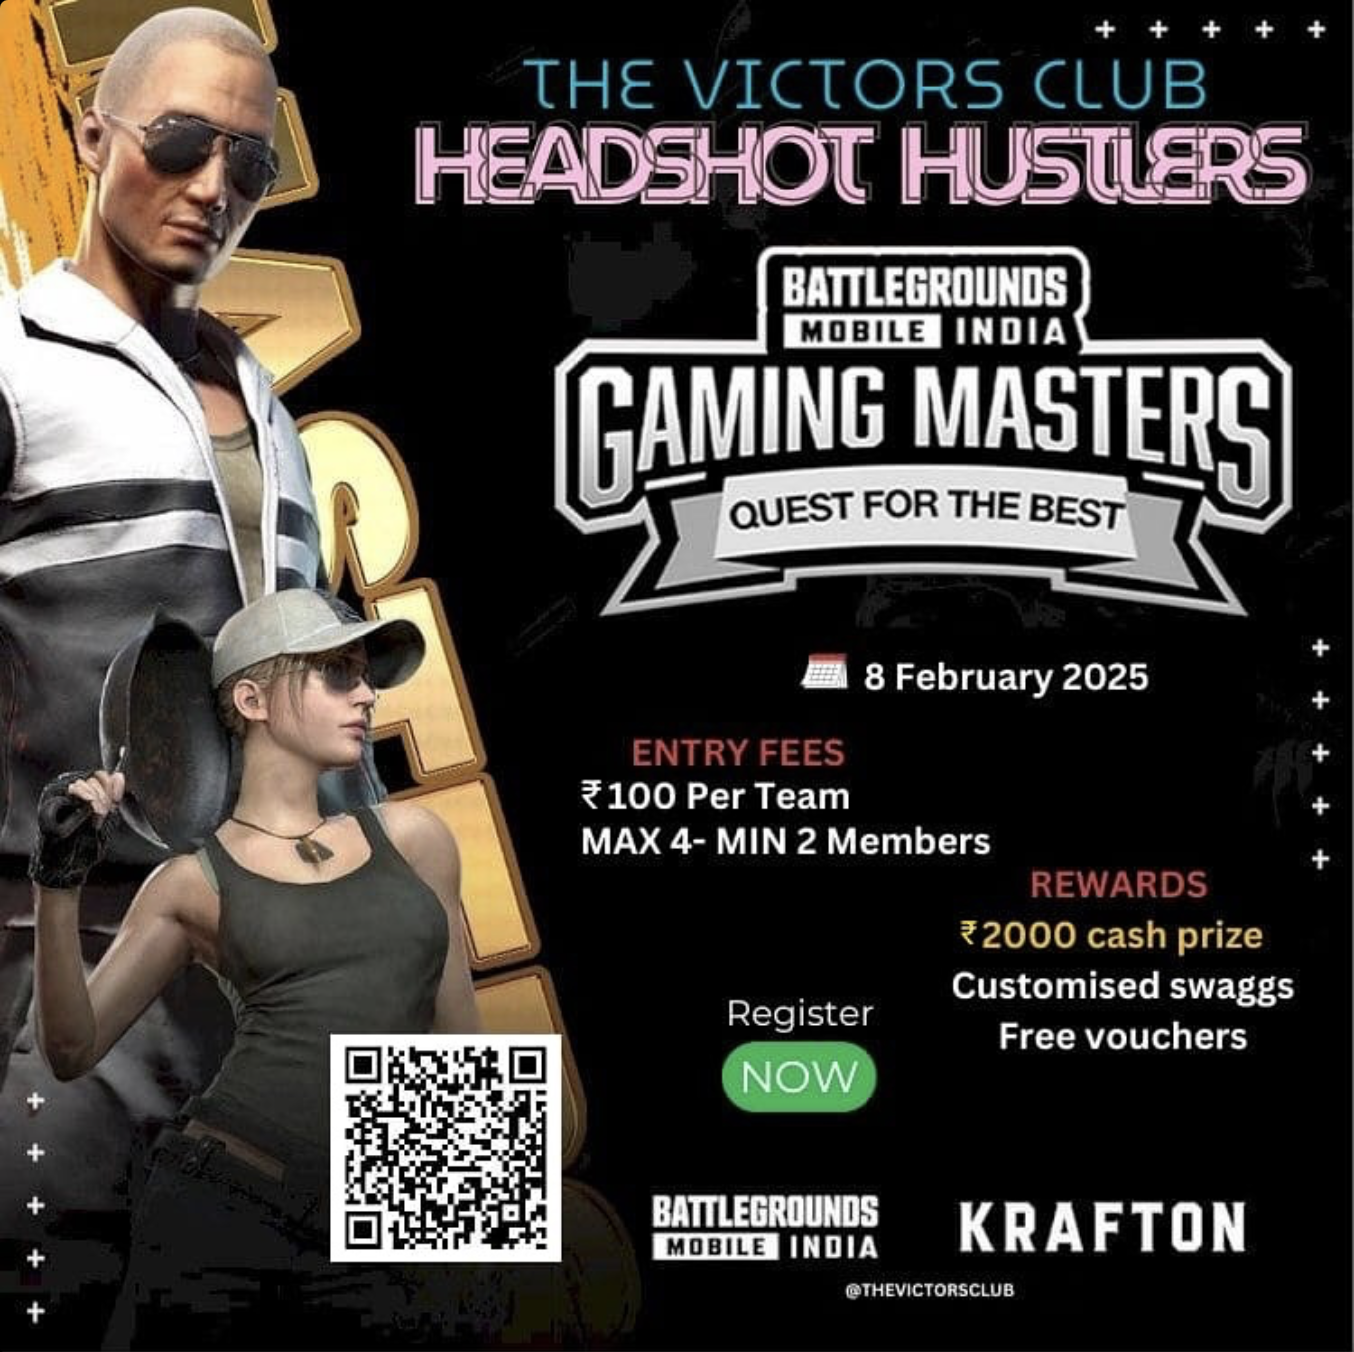 THE VICTORS CLUB
HEADSHOT HUSTLERS
BATTLEGROUNDS
MOBILE INDIA
GAMING MASTERS
QUEST FOR THE BEST
8 February 2025
ENTRY FEES
₹100 Per Team
MAX 4- MIN 2 Members
REWARDS
₹2000 cash prize
Customised swaggs
Free vouchers
Register
NOW
BATTLEGROUNDS
MOBILE INDIA
KRAFTON
@THEVICTORSCLUB